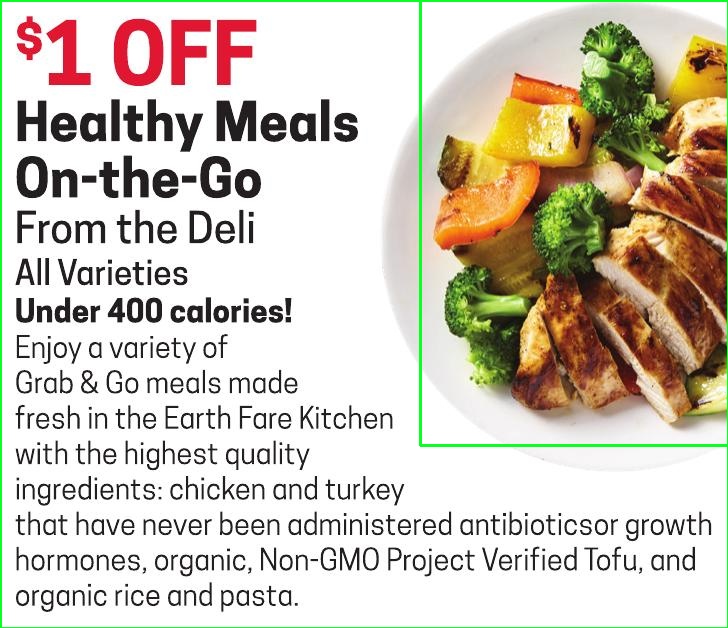 $1 OFF
Healthy Meals
On-the-Go
From the Deli
All Varieties
Under 400 calories!
Enjoy a variety of
Grab & Go meals made
fresh in the Earth Fare Kitchen
with the highest quality
ingredients: chicken and turkey
that have never been administered antibioticsor growth
hormones, organic, Non-GMO Project Verified Tofu, and
organic rice and pasta.